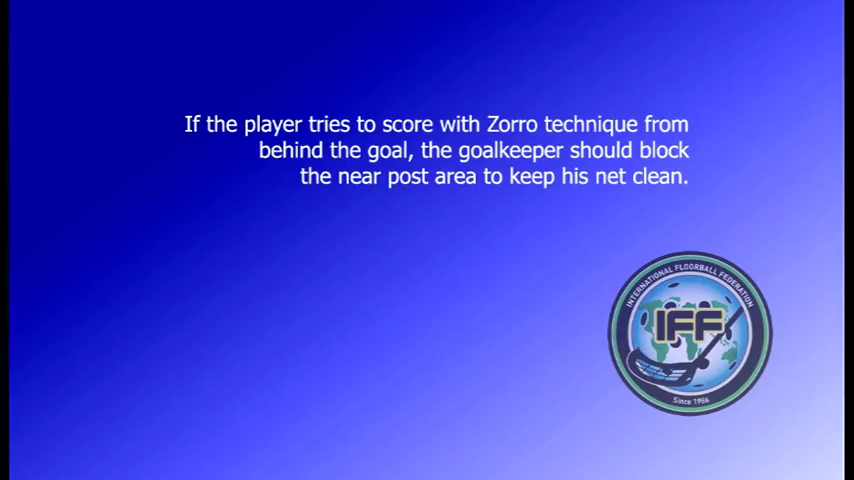 If the player tries to score with Zorro technique from
behind the goal, the goalkeeper should block
the near post area to keep his net clean.
INTERNATIONAL FLOORBALL FEDERATION
IFF
Since 1986